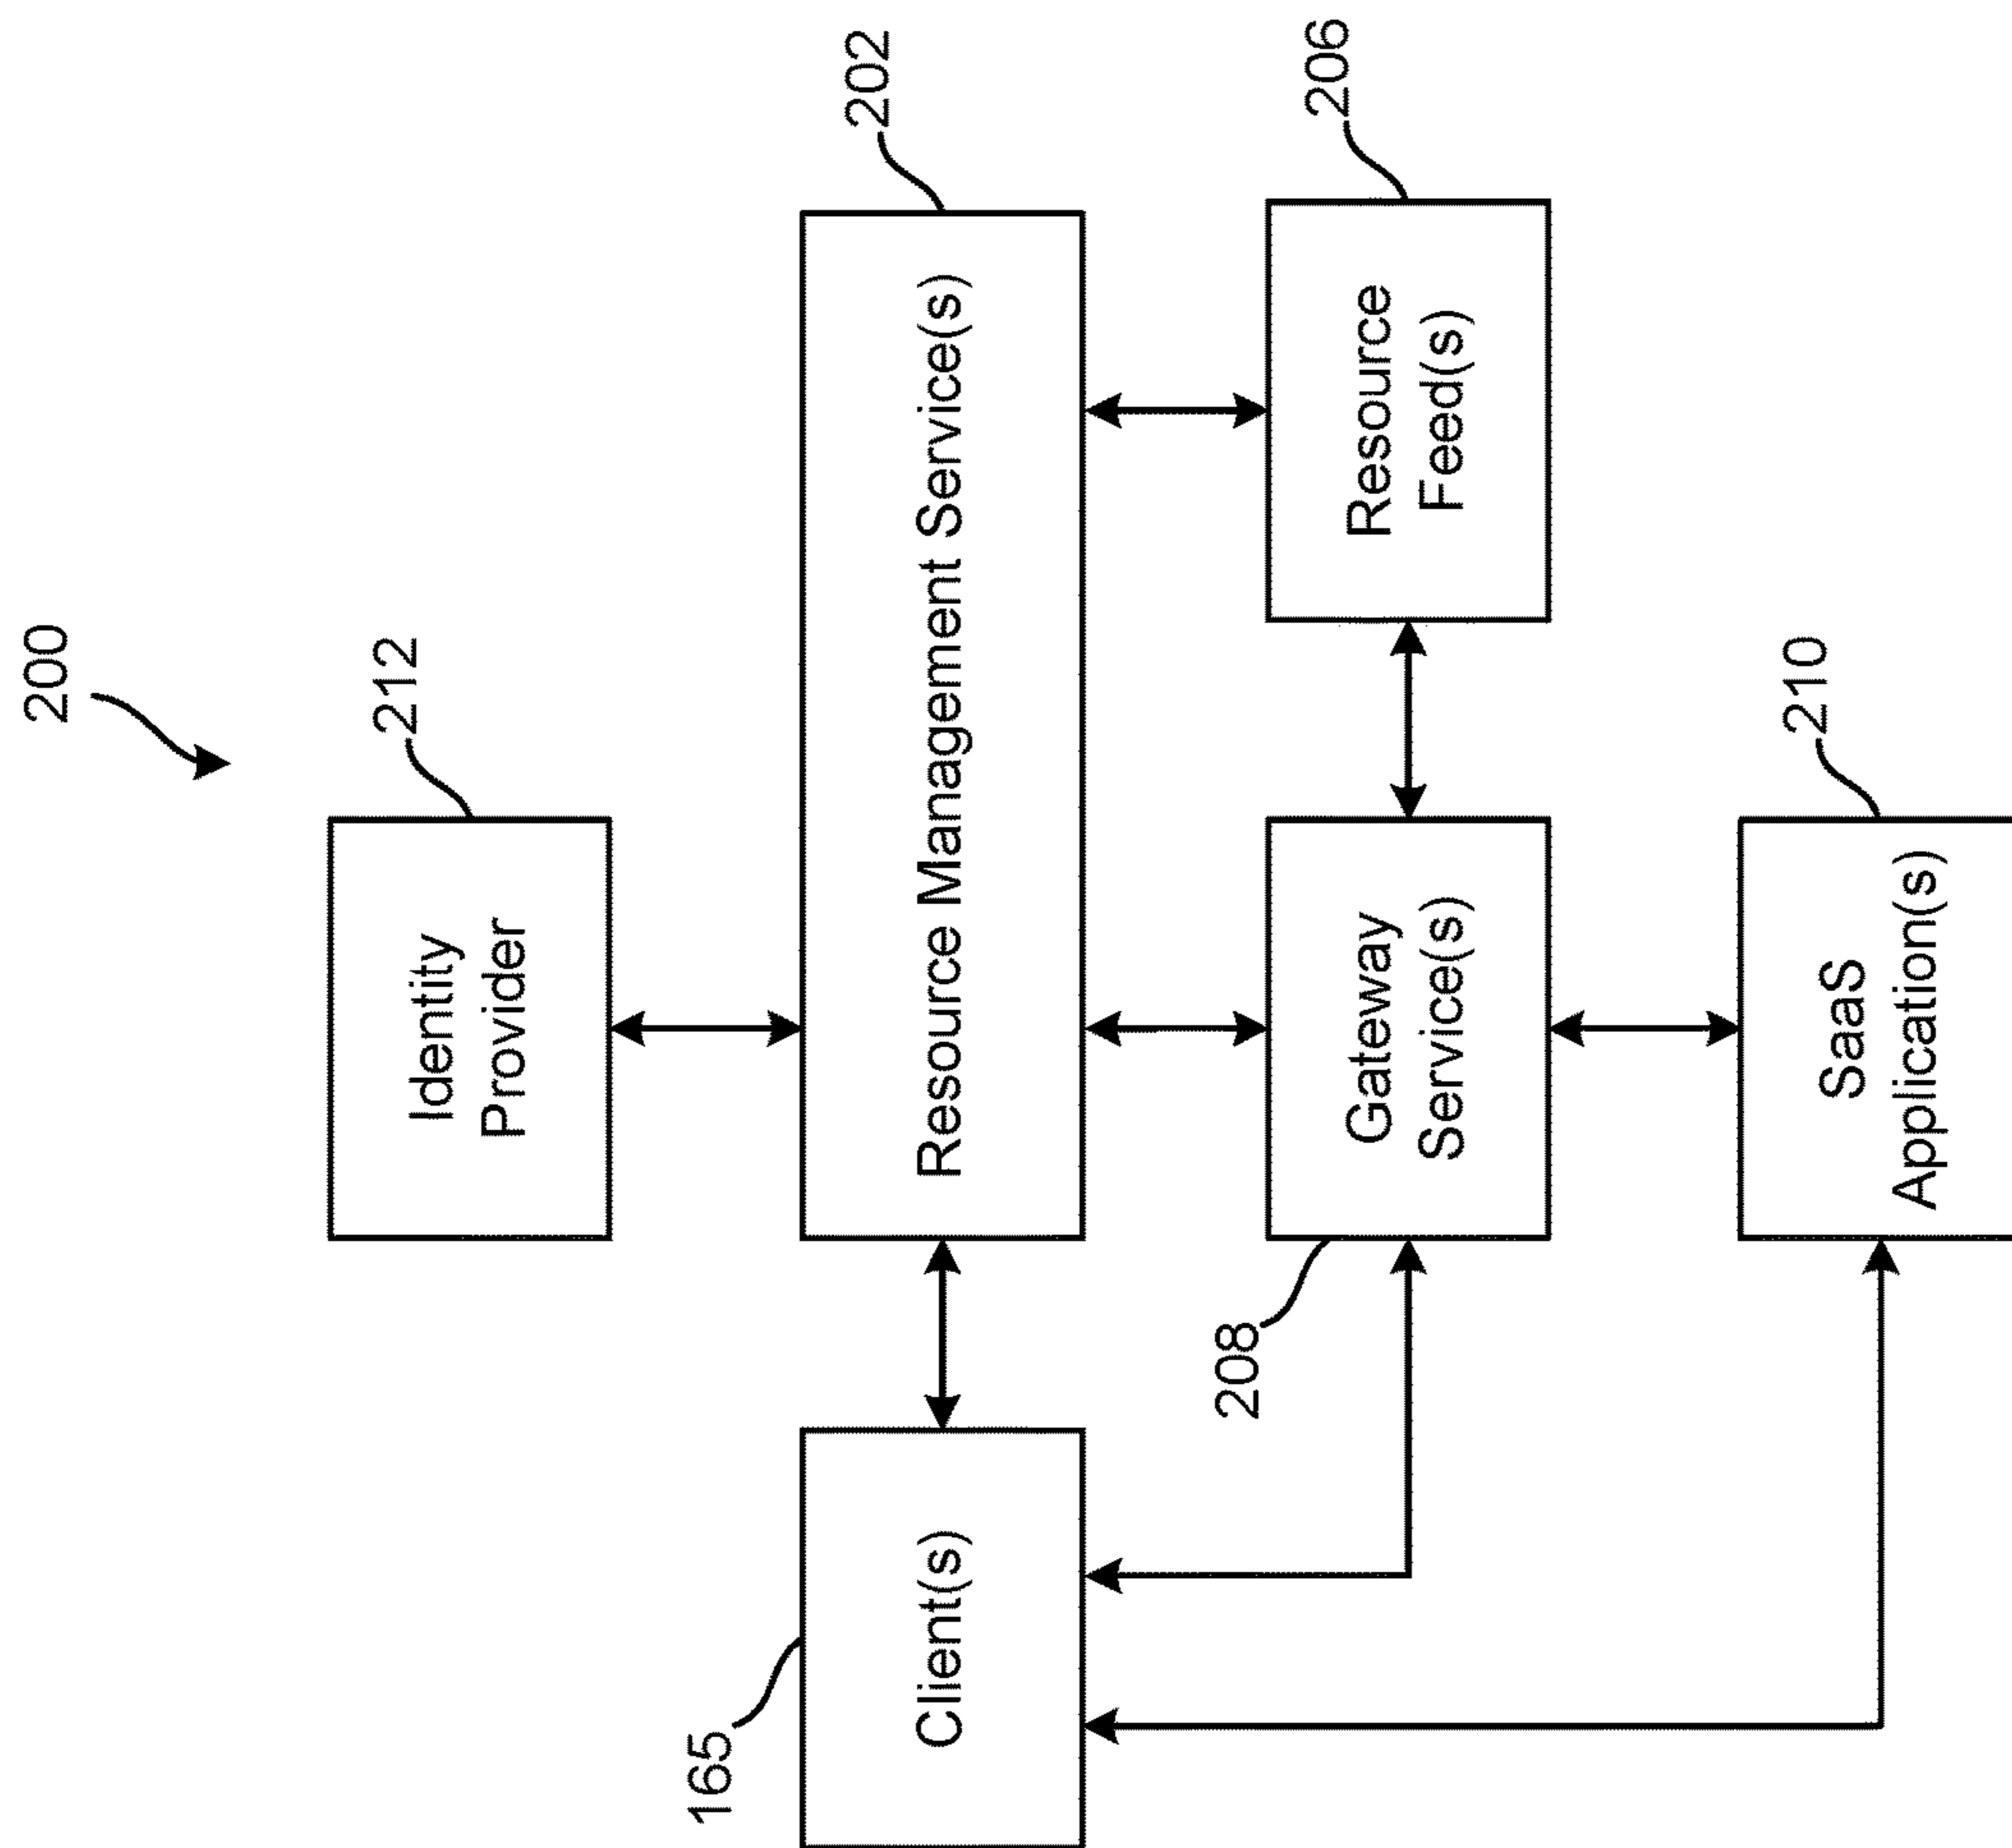 200
212
Identity
Provider
202
Resource Management Service(s)
165
Client(s)
208
Gateway
Service(s)
206
Resource
Feed(s)
210
SaaS
Application(s)